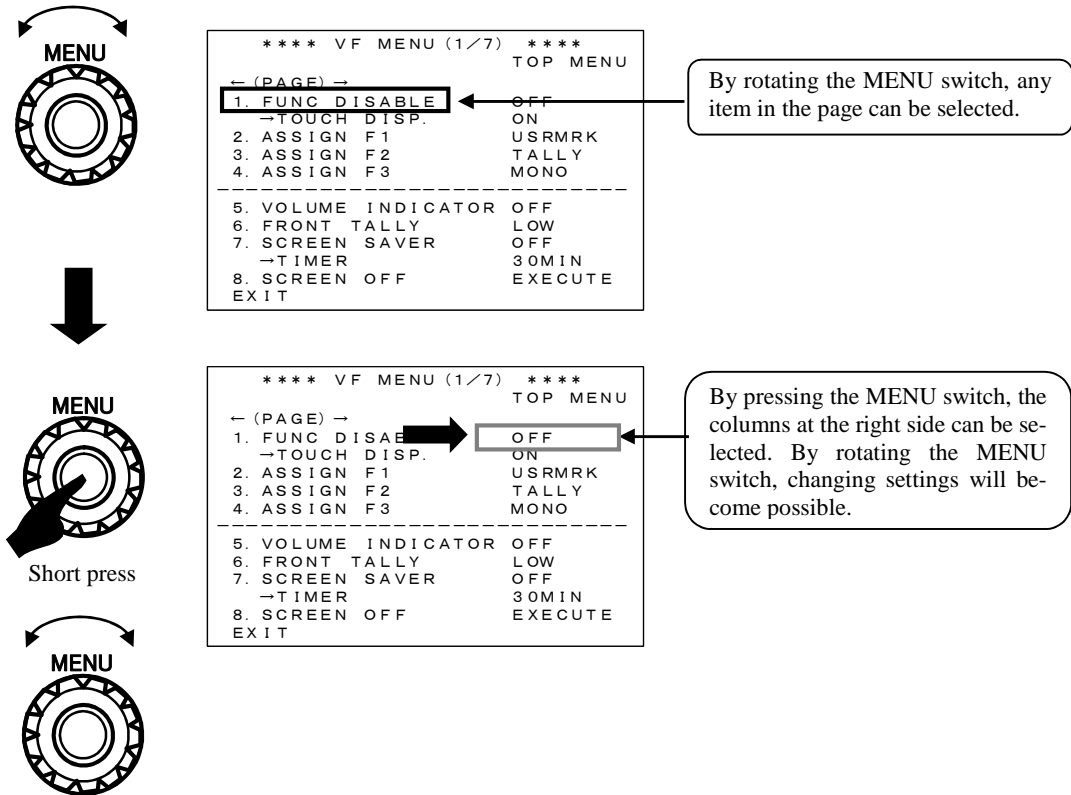 MENU
**** VF MENU (1/7) ****
TOP MENU
← (PAGE) →
1. FUNC DISABLE OFF
→TOUCH DISP. ON
2. ASSIGN F1 USRMRK
3. ASSIGN F2 TALLY
4. ASSIGN F3 MONO
5. VOLUME INDICATOR OFF
6. FRONT TALLY LOW
7. SCREEN SAVER OFF
→TIMER 30MIN
8. SCREEN OFF EXECUTE
EXIT
By rotating the MENU switch, any
item in the page can be selected.
MENU
Short press
**** VF MENU (1/7) ****
TOP MENU
← (PAGE) →
1. FUNC DISA OFF
→TOUCH DISP. ON
2. ASSIGN F1 USRMRK
3. ASSIGN F2 TALLY
4. ASSIGN F3 MONO
5. VOLUME INDICATOR OFF
6. FRONT TALLY LOW
7. SCREEN SAVER OFF
→TIMER 30MIN
8. SCREEN OFF EXECUTE
EXIT
By pressing the MENU switch, the
columns at the right side can be se-
lected. By rotating the MENU
switch, changing settings will be-
come possible.
MENU